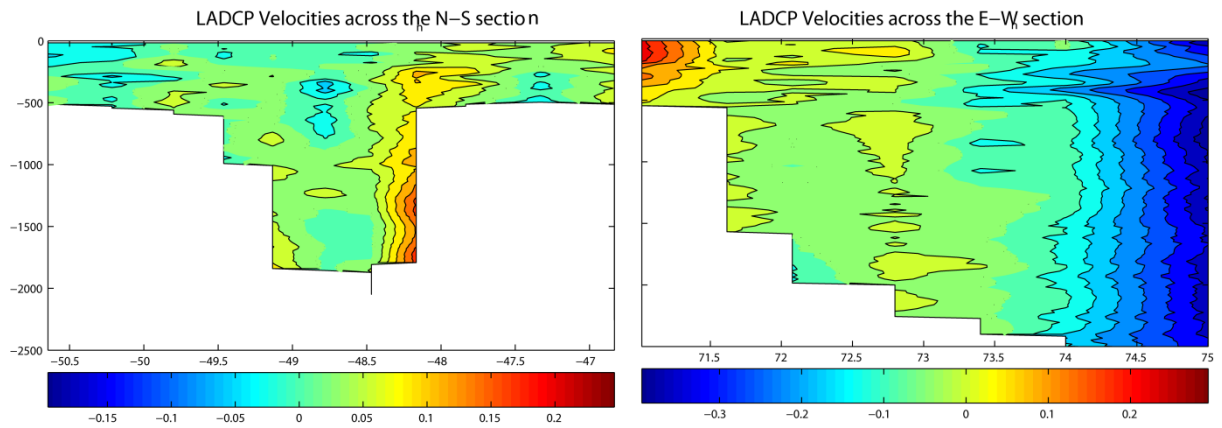 LADCP Velocities across the N−S section
0
−500
−1000
−1500
−2000
−2500
−50.5 −50 −49.5 −49 −48.5 −48 −47.5 −47
−0.15 −0.1 −0.05 0 0.05 0.1 0.15 0.2
LADCP Velocities across the E−W section
71.5 72 72.5 73 73.5 74 74.5 75
−0.3 −0.2 −0.1 0 0.1 0.2